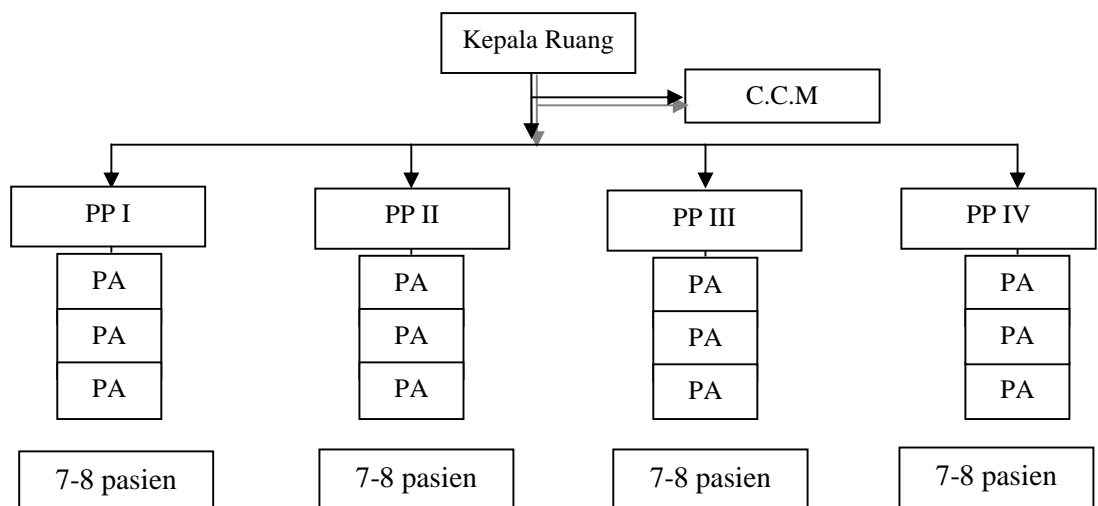 Kepala Ruang
C.C.M
PP I
PP II
PP III
PP IV
PA
PA
PA
PA
PA
PA
PA
PA
PA
PA
PA
PA
7-8 pasien
7-8 pasien
7-8 pasien
7-8 pasien